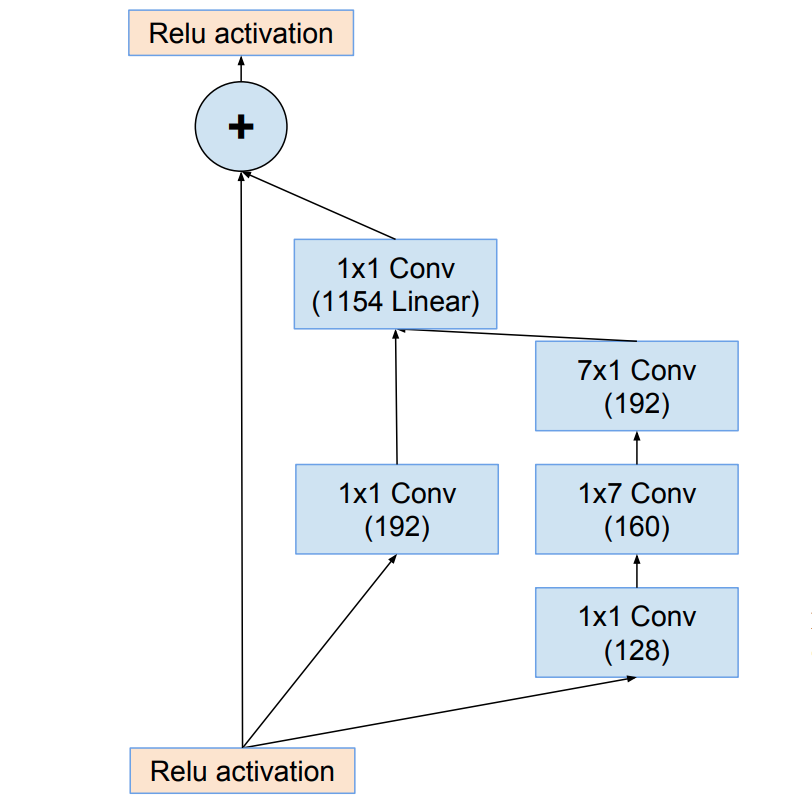 Relu activation
+
1x1 Conv
(1154 Linear)
7x1 Conv
(192)
1x1 Conv
(192)
1x7 Conv
(160)
1x1 Conv
(128)
Relu activation